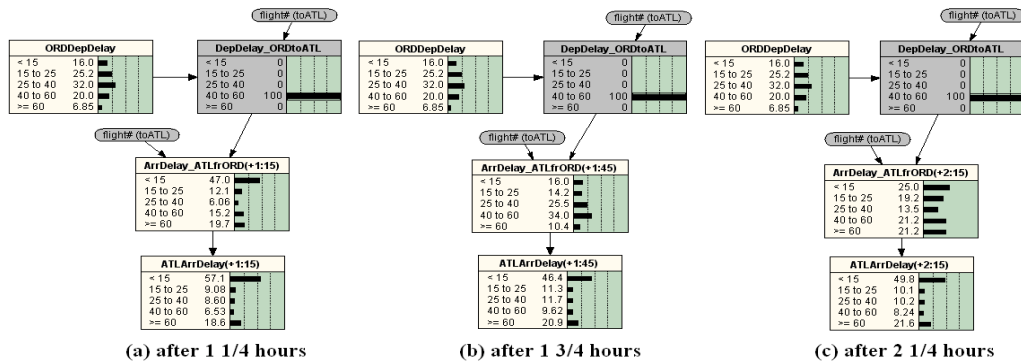 flight# (toATL)
ORDDepDelay
< 15 16.0
15 to 25 25.2
25 to 40 32.0
40 to 60 20.0
>= 60 6.85
DepDelay_ORDtoATL
< 15 0
15 to 25 0
25 to 40 0
40 to 60 100
>= 60 0
flight# (toATL)
ArrDelay_ATLfrORD(+1:15)
< 15 47.0
15 to 25 12.1
25 to 40 6.06
40 to 60 15.2
>= 60 19.7
ATLArrDelay(+1:15)
< 15 57.1
15 to 25 9.08
25 to 40 8.60
40 to 60 6.53
>= 60 18.6
(a) after 1 1/4 hours
flight# (toATL)
ORDDepDelay
< 15 16.0
15 to 25 25.2
25 to 40 32.0
40 to 60 20.0
>= 60 6.85
DepDelay_ORDtoATL
< 15 0
15 to 25 0
25 to 40 0
40 to 60 100
>= 60 0
flight# (toATL)
ArrDelay_ATLfrORD(+1:45)
< 15 16.0
15 to 25 14.2
25 to 40 25.5
40 to 60 34.0
>= 60 10.4
ATLArrDelay(+1:45)
< 15 46.4
15 to 25 11.3
25 to 40 11.7
40 to 60 9.62
>= 60 20.9
(b) after 1 3/4 hours
flight# (toATL)
ORDDepDelay
< 15 16.0
15 to 25 25.2
25 to 40 32.0
40 to 60 20.0
>= 60 6.85
DepDelay_ORDtoATL
< 15 0
15 to 25 0
25 to 40 0
40 to 60 100
>= 60 0
flight# (toATL)
ArrDelay_ATLfrORD(+2:15)
< 15 25.0
15 to 25 19.2
25 to 40 13.5
40 to 60 21.2
>= 60 21.2
ATLArrDelay(+2:15)
< 15 49.8
15 to 25 10.1
25 to 40 10.2
40 to 60 8.24
>= 60 21.6
(c) after 2 1/4 hours